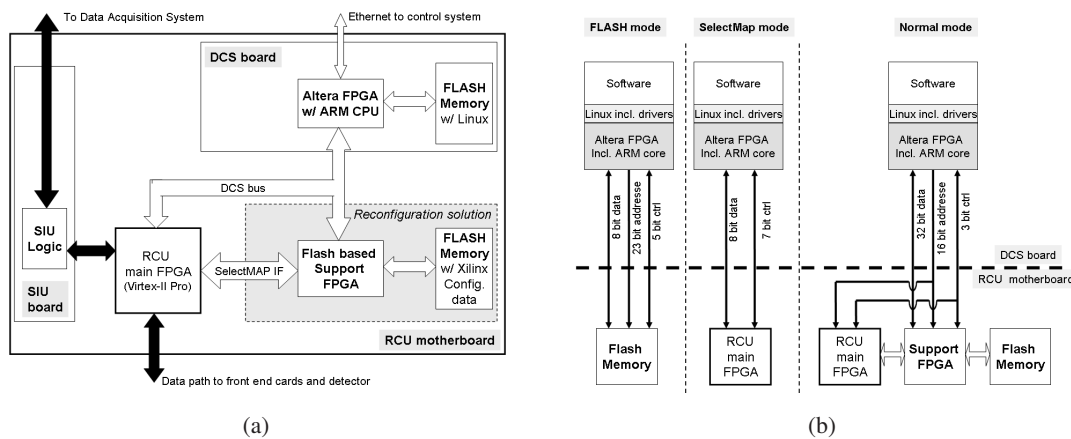 To Data Acquisition System
Ethernet to control system
DCS board
Altera FPGA
w/ ARM CPU
FLASH
Memory
w/ Linux
DCS bus
Reconfiguration solution
SIU
Logic
RCU
main FPGA
(Virtex-II Pro)
SelectMAP IF
Flash based
Support
FPGA
FLASH
Memory
w/ Xilinx
Config.
data
SIU
board
RCU motherboard
Data path to front end cards and detector
(a)
FLASH mode
SelectMap mode
Normal mode
Software
Linux incl. drivers
Altera FPGA
Incl. ARM core
8 bit data
23 bit addresse
5 bit ctrl
Flash
Memory
Software
Linux incl. drivers
Altera FPGA
Incl. ARM core
8 bit data
7 bit ctrl
RCU
main
FPGA
Software
Linux incl. drivers
Altera FPGA
Incl. ARM core
32 bit data
16 bit addresse
3 bit ctrl
DCS board
RCU motherboard
RCU
main
FPGA
Support
FPGA
Flash
Memory
(b)